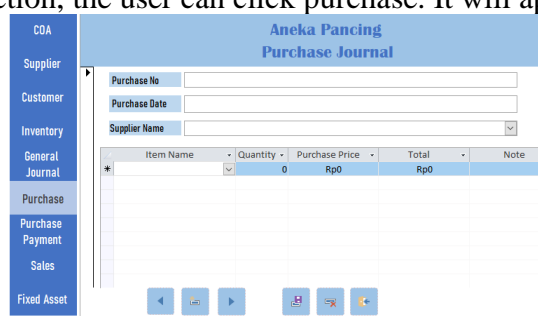 ction, the user can click purchase. It will ap
COA
Supplier
Customer
Inventory
General
Journal
Purchase
Purchase
Payment
Sales
Fixed Asset
Aneka Pancing
Purchase Journal
Purchase No
Purchase Date
Supplier Name
Item Name Quantity Purchase Price Total Note
* 0 Rp0 Rp0